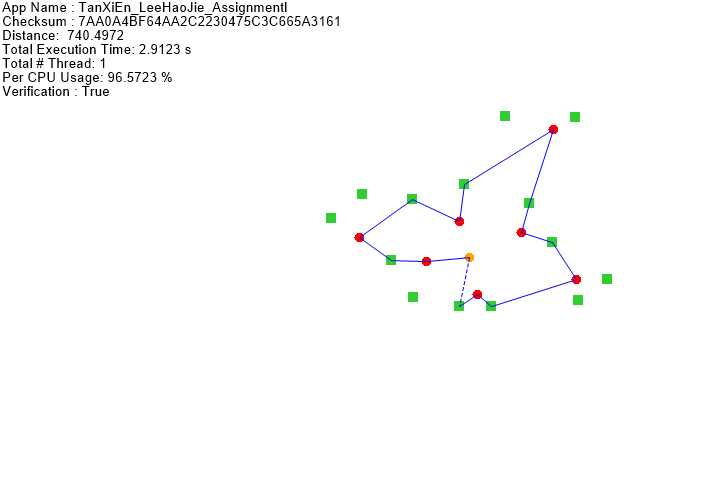 App Name : TanXiEn_LeeHaoJie_AssignmentI
Checksum : 7AA0A4BF64AA2C2230475C3C665A3161
Distance:  740.4972
Total Execution Time: 2.9123 s
Total # Thread: 1
Per CPU Usage: 96.5723 %
Verification : True